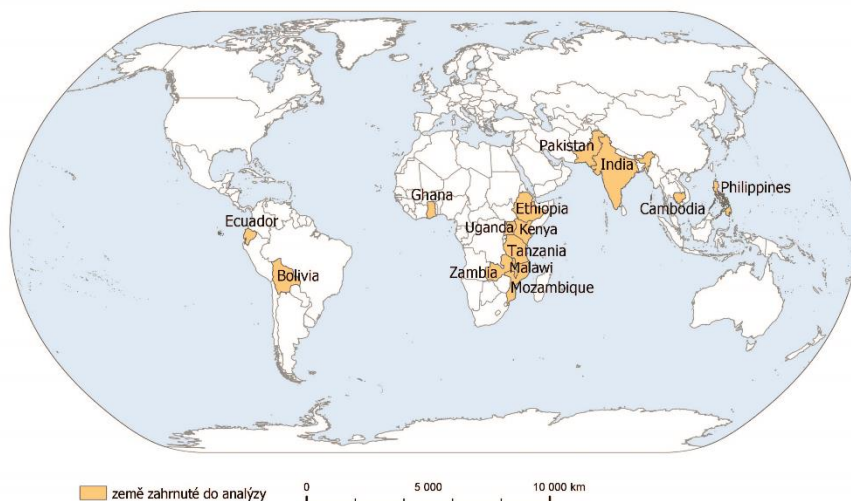 Pakistan
India
Philippines
Ghana
Ethiopia
Cambodia
Ecuador
Uganda
Kenya
Tanzania
Zambia
Malawi
Bolivia
Mozambique
země zahrnuté do analýzy
0
5 000
10 000 km